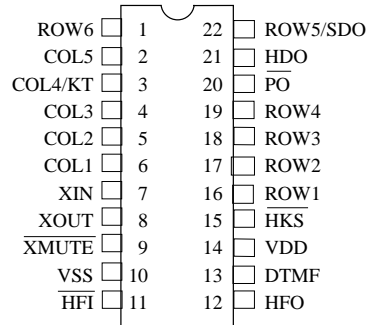 ROW6 1 22 ROW5/SDO
COL5 2 21 HDO
COL4/KT 3 20 PO
COL3 4 19 ROW4
COL2 5 18 ROW3
COL1 6 17 ROW2
XIN 7 16 ROW1
XOUT 8 15 HKS
XMUTE 9 14 VDD
VSS 10 13 DTMF
HFI 11 12 HFO